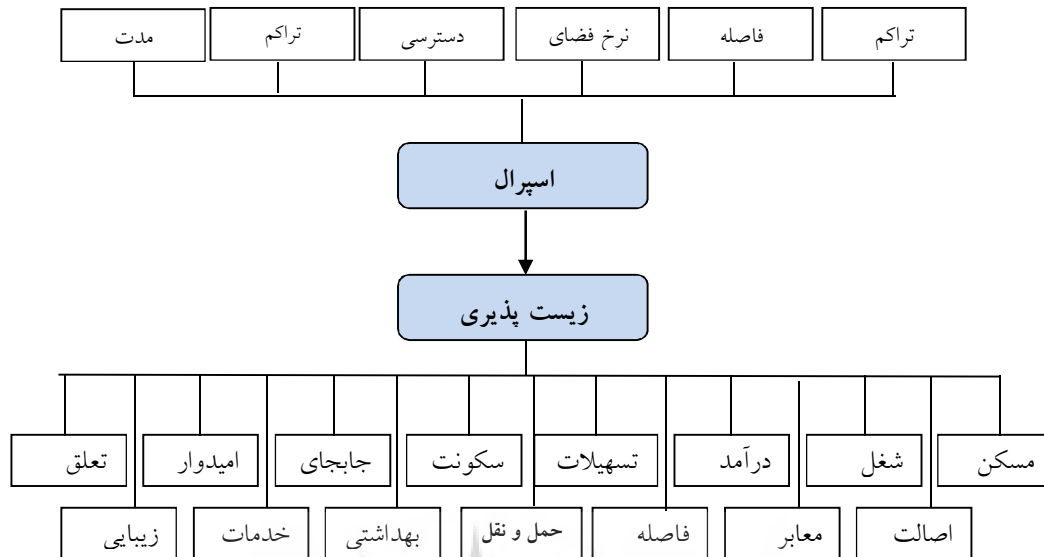 تراکم
فاصله
نرخ فضای
دسترسی
تراکم
مدت
اسپرال
زیست پذیری
مسکن
شغل
درآمد
تسهیلات
سکونت
جابجای
امیدوار
تعلق
اصالت
معابر
فاصله
حمل و نقل
بهداشتی
خدمات
زیبایی